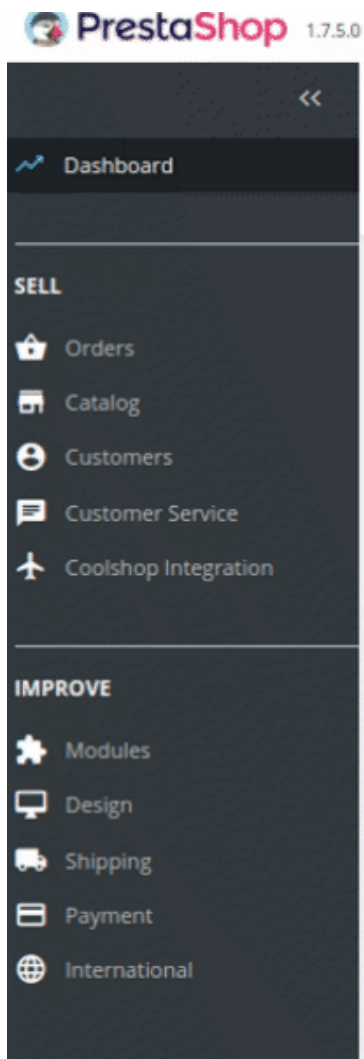 PrestaShop 1.7.5.0
Dashboard
SELL
Orders
Catalog
Customers
Customer Service
Coolshop Integration
IMPROVE
Modules
Design
Shipping
Payment
International